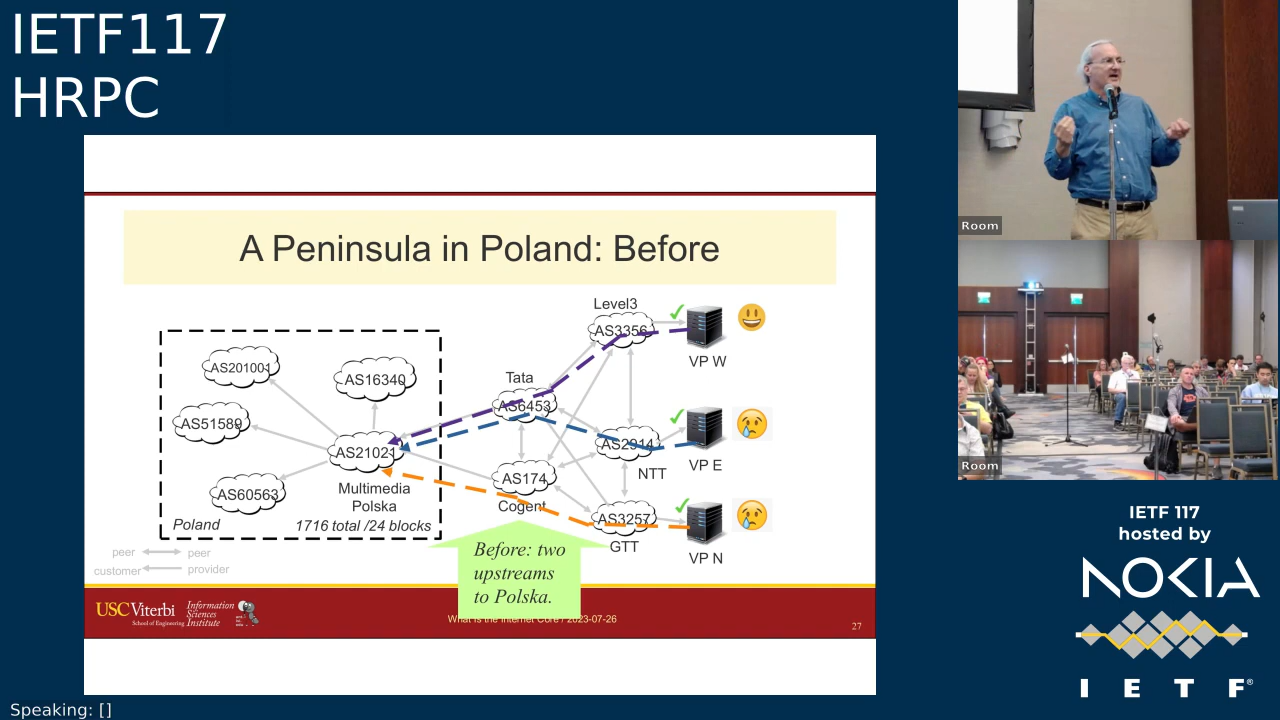 IETF117
HRPC
A Peninsula in Poland: Before
Level3
AS3356
VP W
AS201001
AS16340
Tata
AS6453
AS51589
AS21021
AS2914
VP E
NTT
AS174
Cogent
AS60563
Multimedia
Polska
AS3257
GTT
VP N
Poland
1716 total /24 blocks
peer
peer
customer
provider
Before: two
upstreams
to Polska.
USC Viterbi
School of Engineering
Information
Sciences
Institute
What is the Internet Core / 2023-07-26
27
Room
Room
IETF 117
hosted by
NOKIA
I E T F®
Speaking: []